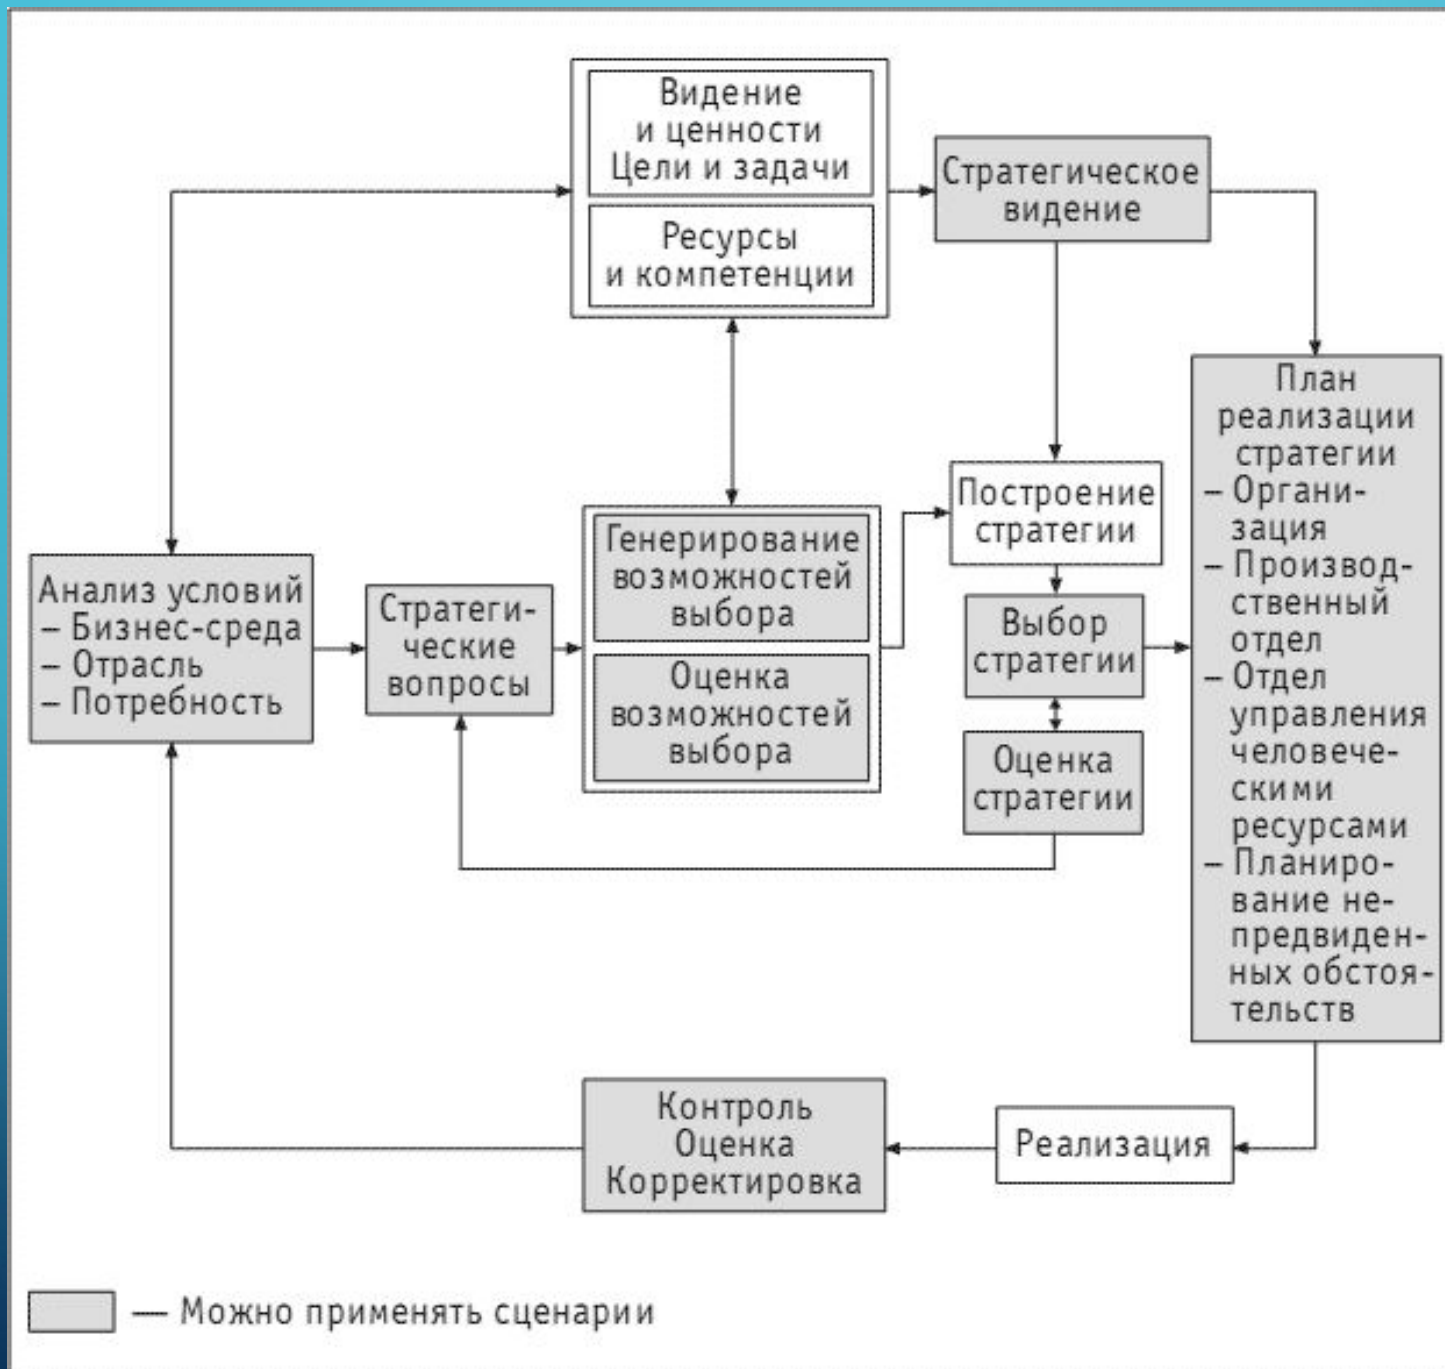 Видение
и ценности
Цели и задачи
Ресурсы
и компетенции
Стратегическое
видение
План
реализации
стратегии
– Органи-
зация
– Производ-
ственный
отдел
– Отдел
управления
человече-
скими
ресурсами
– Планиро-
вание не-
предвиден-
ных обстоя-
тельств
Построение
стратегии
Генерирование
возможностей
выбора
Оценка
возможностей
выбора
Анализ условий
– Бизнес-среда
– Отрасль
– Потребность
Стратеги-
ческие
вопросы
Выбор
стратегии
Оценка
стратегии
Контроль
Оценка
Корректировка
Реализация
— Можно применять сценарии